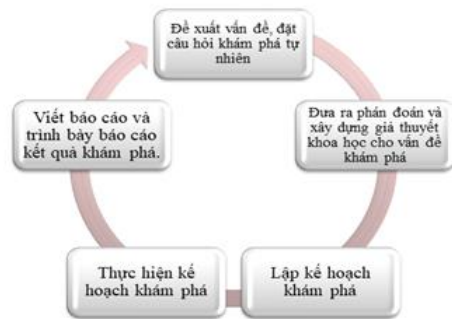 Đề xuất vấn đề, đặt
câu hỏi khám phá tự
nhiên
Đưa ra phán đoán và
xây dựng giả thuyết
khoa học cho vấn đề
khám phá
Lập kế hoạch
khám phá
Thực hiện kế
hoạch khám phá
Viết báo cáo và
trình bày báo cáo
kết quả khám phá.